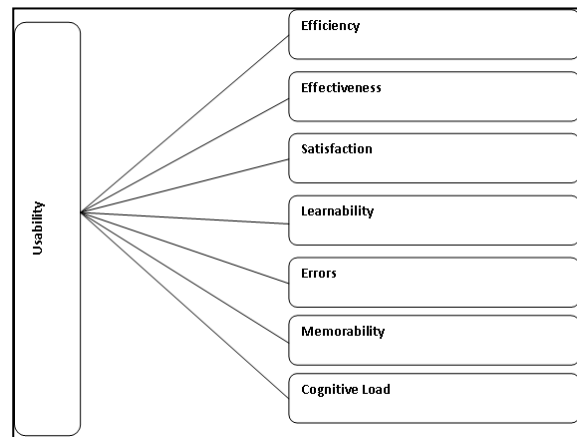 Usability
Efficiency
Effectiveness
Satisfaction
Learnability
Errors
Memorability
Cognitive Load